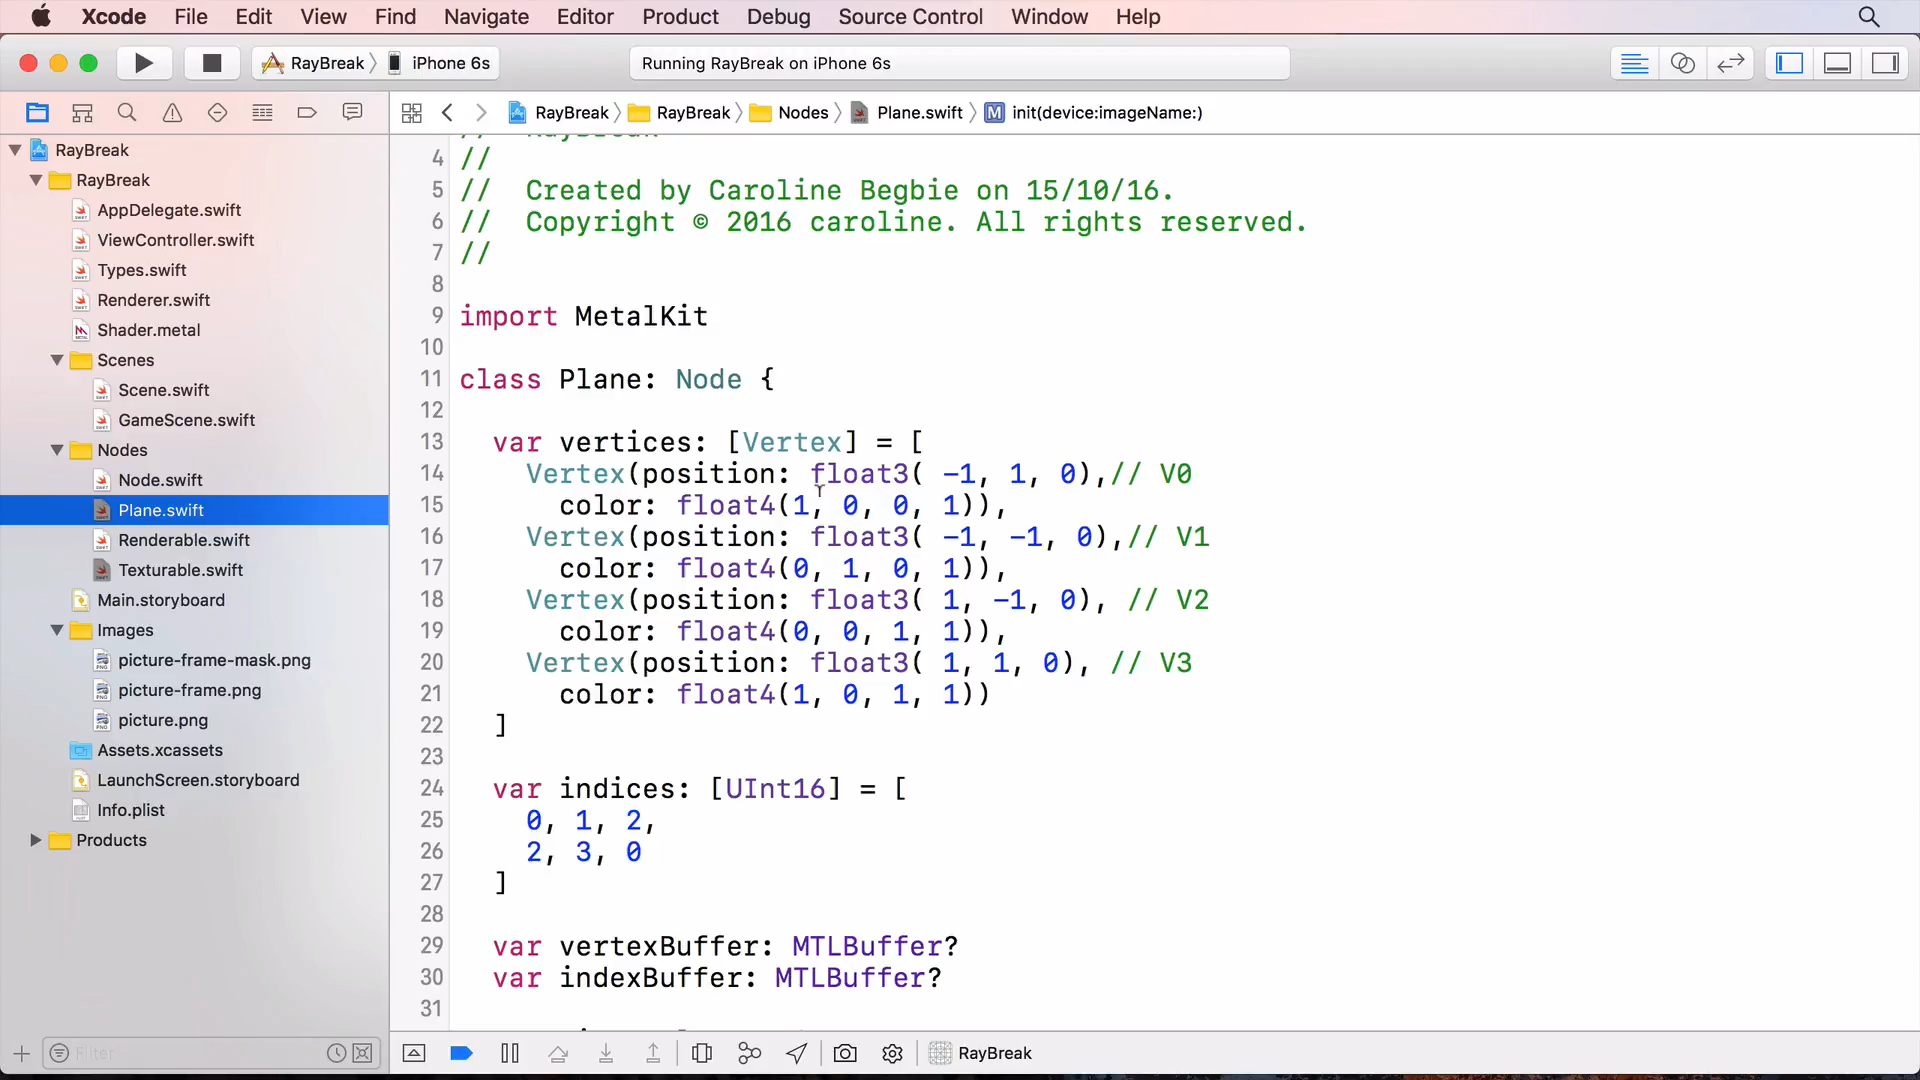 Xcode File Edit View Find Navigate Editor Product Debug Source Control Window Help
RayBreak iPhone 6s
Running RayBreak on iPhone 6s
RayBreak RayBreak Nodes Plane.swift M init(device:imageName:)
RayBreak
RayBreak
AppDelegate.swift
ViewController.swift
Types.swift
Renderer.swift
Shader.metal
Scenes
Scene.swift
GameScene.swift
Nodes
Node.swift
Plane.swift
Renderable.swift
Texturable.swift
Main.storyboard
Images
picture-frame-mask.png
picture-frame.png
picture.png
Assets.xcassets
LaunchScreen.storyboard
Info.plist
Products
Filter
// RayBreak
4 //
5 // Created by Caroline Begbie on 15/10/16.
6 // Copyright © 2016 caroline. All rights reserved.
7 //
8
9 import MetalKit
10
11 class Plane: Node {
12
13 var vertices: [Vertex] = [
14 Vertex(position: float3( -1, 1, 0),// V0
15 color: float4(1, 0, 0, 1)),
16 Vertex(position: float3( -1, -1, 0),// V1
17 color: float4(0, 1, 0, 1)),
18 Vertex(position: float3( 1, -1, 0), // V2
19 color: float4(0, 0, 1, 1)),
20 Vertex(position: float3( 1, 1, 0), // V3
21 color: float4(1, 0, 1, 1))
22 ]
23
24 var indices: [UInt16] = [
25 0, 1, 2,
26 2, 3, 0
27 ]
28
29 var vertexBuffer: MTLBuffer?
30 var indexBuffer: MTLBuffer?
31
RayBreak